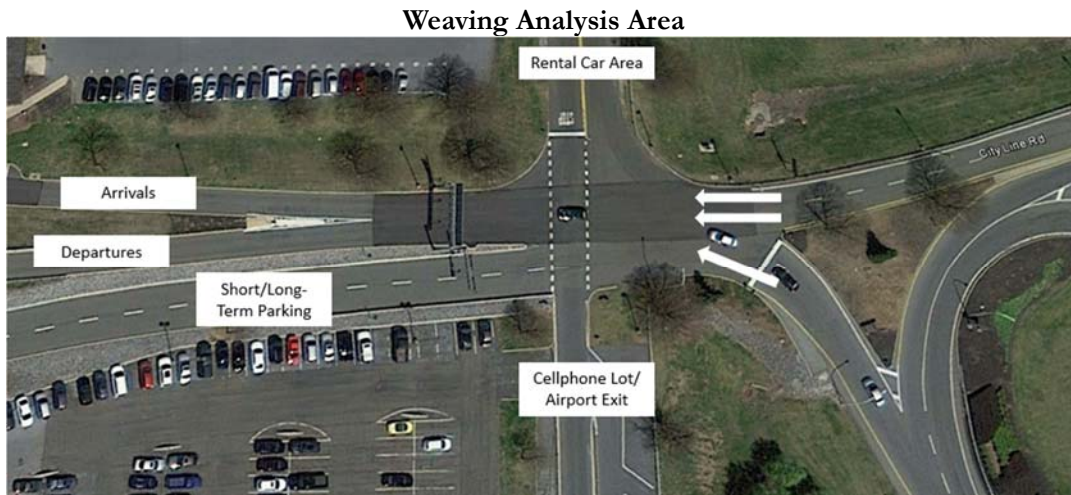 Weaving Analysis Area
Rental Car Area
City Line Rd
Arrivals
Departures
Short/Long-
Term Parking
Cellphone Lot/
Airport Exit